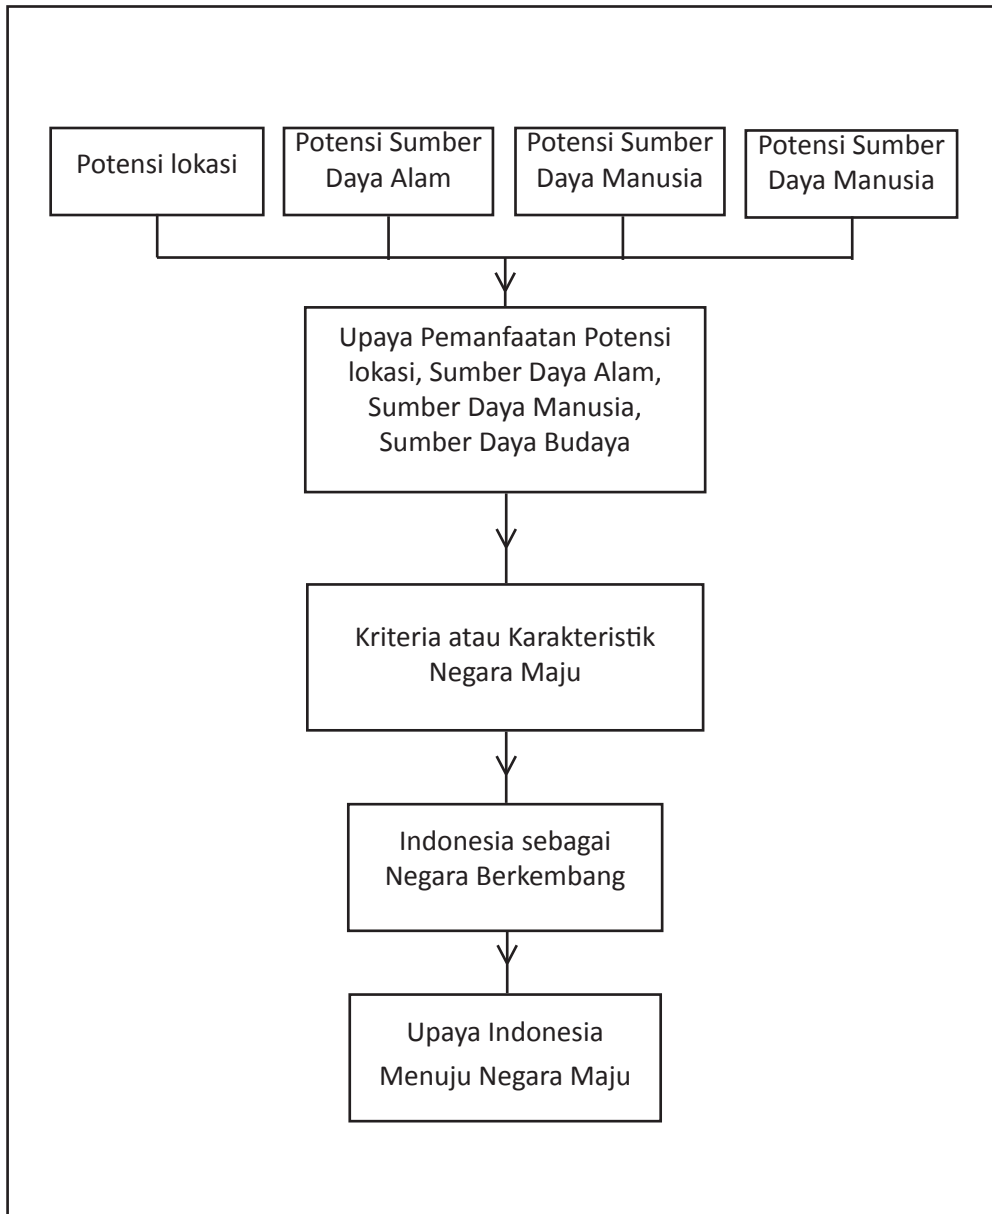 Potensi lokasi
Potensi Sumber
Daya Alam
Potensi Sumber
Daya Manusia
Potensi Sumber
Daya Manusia
Upaya Pemanfaatan Potensi
lokasi, Sumber Daya Alam,
Sumber Daya Manusia,
Sumber Daya Budaya
Kriteria atau Karakteristik
Negara Maju
Indonesia sebagai
Negara Berkembang
Upaya Indonesia
Menuju Negara Maju